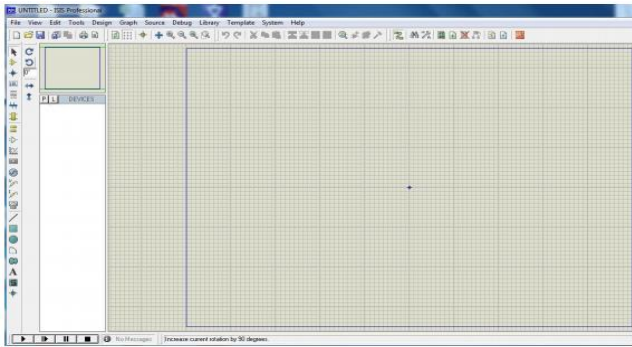 UNTITLED - ISIS Professional
File View Edit Tools Design Graph Source Debug Library Template System Help
P L DEVICES
No Messages Increase current rotation by 90 degrees.